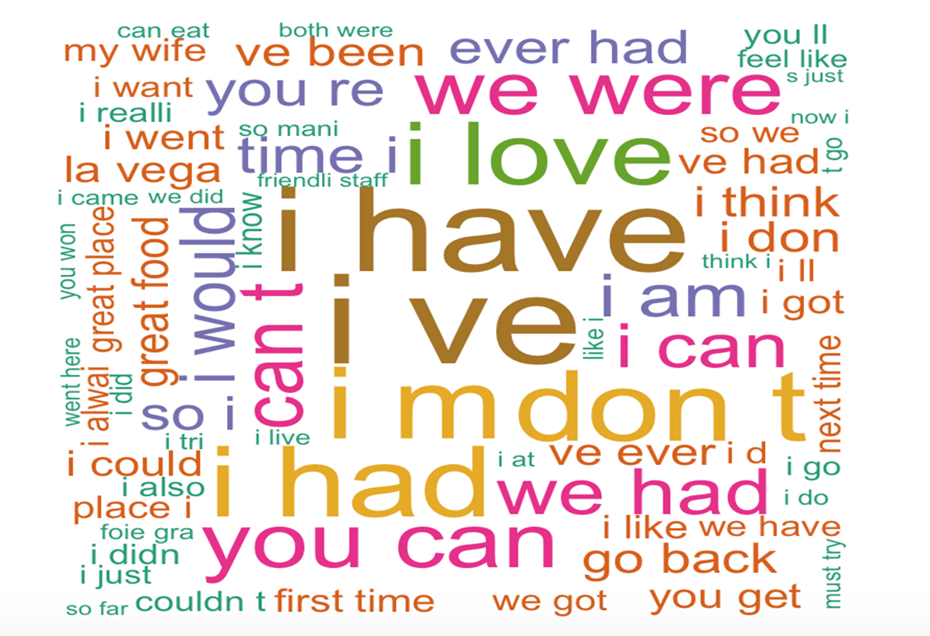 can eat
both were
my wife
ve been
ever had
you ll
feel like
i want
you re
we were
s just
i realli
now i
i went
so mani
time i
i love
so we
t go
la vega
friendli staff
ve had
i came
we did
i know
i have
i think
you won
great place
great food
i would
i don
think i
i ll
can t
i ve
i am
i got
like i
i can
went here
i alwai
i did
so i
i m
don t
next time
i tri
i live
i could
i had
i at
ve ever
i d
i go
i also
we had
i do
place i
foie gra
you can
i like
we have
i didn
go back
must try
i just
so far
couldn t
first time
we got
you get